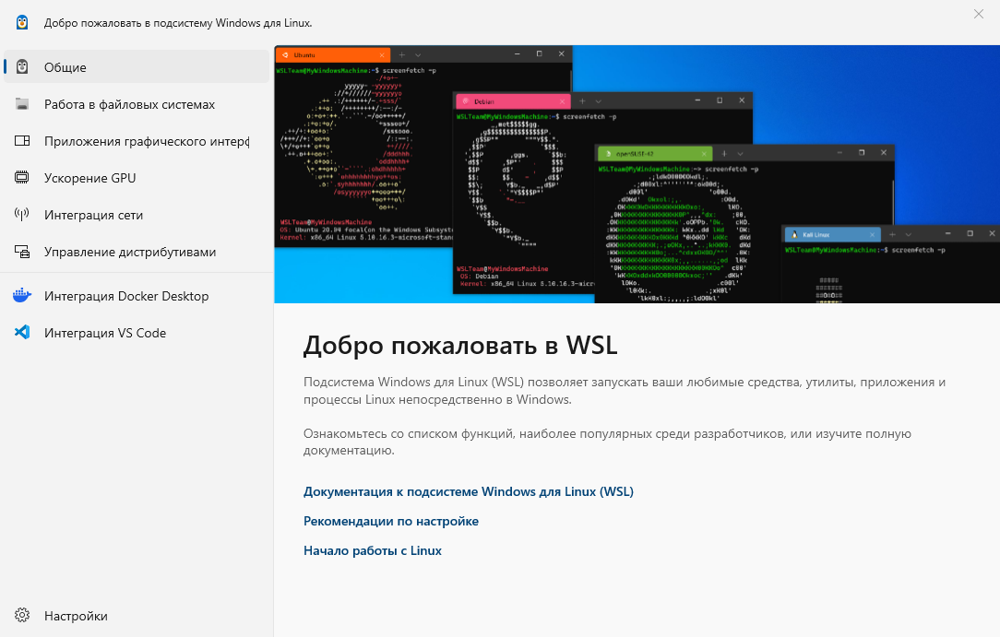 Добро пожаловать в подсистему Windows для Linux.
Общие
Работа в файловых системах
Приложения графического интерф
Ускорение GPU
Интеграция сети
Управление дистрибутивами
Интеграция Docker Desktop
Интеграция VS Code
Настройки
Ubuntu
WSLTeam@MyWindowsMachine:~$ screenfetch -p
WSLTeam@MyWindowsMachine
OS: Ubuntu 20.04 focal(on the Windows Subsyste
Kernel: x86_64 Linux 5.10.16.3-microsoft-stan
Debian
WSLTeam@MyWindowsMachine:~$ screenfetch -p
WSLTeam@MyWindowsMachine
OS: Debian
Kernel: x86_64 Linux 5.10.16.3-micr
openSUSE-42
WSLTeam@MyWindowsMachine:~> screenfetch -p
Kali Linux
WSLTeam@MyWindowsMachine:~$ screenfetch -p
Добро пожаловать в WSL
Подсистема Windows для Linux (WSL) позволяет запускать ваши любимые средства, утилиты, приложения и
процессы Linux непосредственно в Windows.
Ознакомьтесь со списком функций, наиболее популярных среди разработчиков, или изучите полную
документацию.
Документация к подсистеме Windows для Linux (WSL)
Рекомендации по настройке
Начало работы с Linux